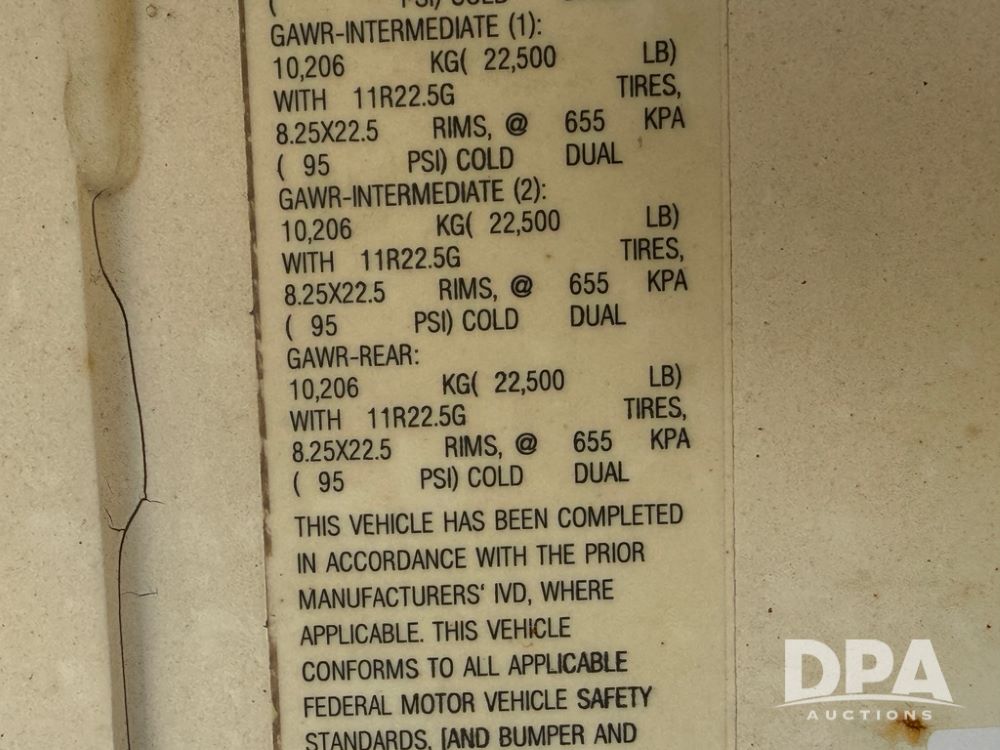 ( PSI) COLD
GAWR-INTERMEDIATE (1):
10,206 KG( 22,500 LB)
WITH 11R22.5G TIRES,
8.25X22.5 RIMS, @ 655 KPA
( 95 PSI) COLD DUAL
GAWR-INTERMEDIATE (2):
10,206 KG( 22,500 LB)
WITH 11R22.5G TIRES,
8.25X22.5 RIMS, @ 655 KPA
( 95 PSI) COLD DUAL
GAWR-REAR:
10,206 KG( 22,500 LB)
WITH 11R22.5G TIRES,
8.25X22.5 RIMS, @ 655 KPA
( 95 PSI) COLD DUAL
THIS VEHICLE HAS BEEN COMPLETED
IN ACCORDANCE WITH THE PRIOR
MANUFACTURERS' IVD, WHERE
APPLICABLE. THIS VEHICLE
CONFORMS TO ALL APPLICABLE
FEDERAL MOTOR VEHICLE SAFETY
STANDARDS, [AND BUMPER AND
DPA
AUCTIONS